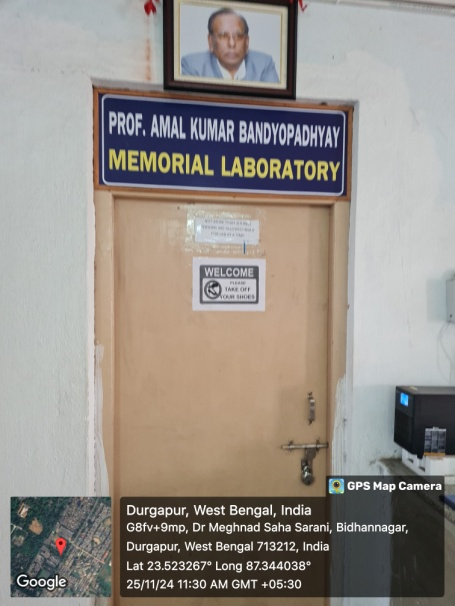 PROF. AMAL KUMAR BANDYOPADHYAY
MEMORIAL LABORATORY
WELCOME
PLEASE
TAKE OFF
YOUR SHOES
GPS Map Camera
Durgapur, West Bengal, India
G8fv+9mp, Dr Meghnad Saha Sarani, Bidhannagar,
Durgapur, West Bengal 713212, India
Lat 23.523267° Long 87.344038°
25/11/24 11:30 AM GMT +05:30
Google